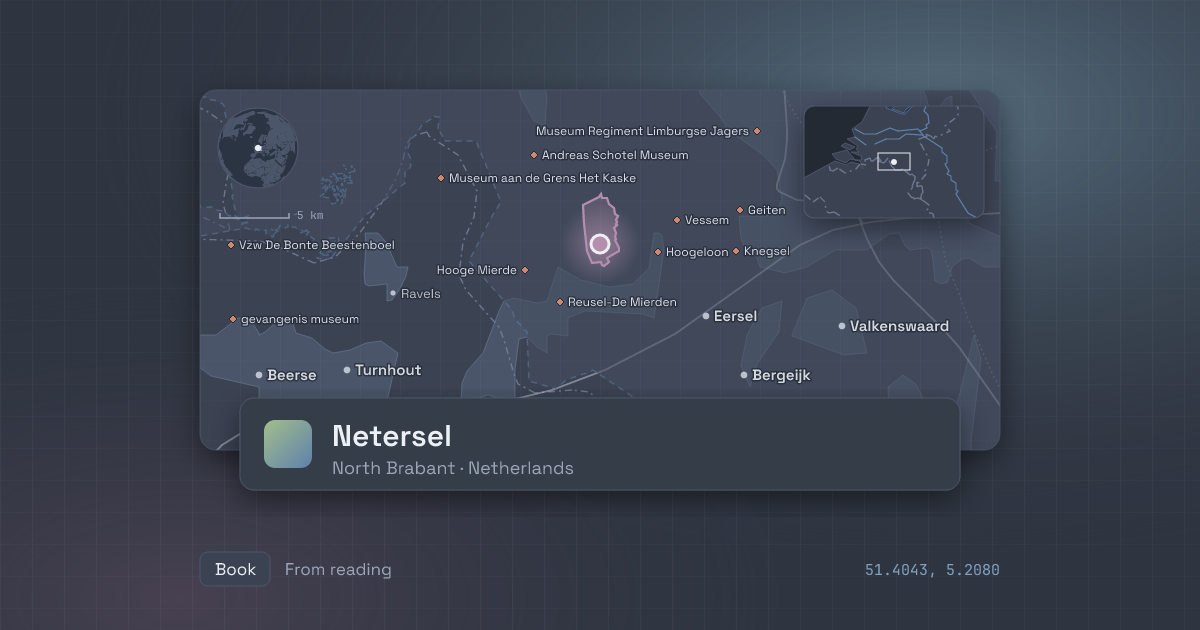 Museum Regiment Limburgse Jagers
Andreas Schotel Museum
Museum aan de Grens Het Kaske
5 km
Geiten
Vessem
Vzw De Bonte Beestenboel
Hoogeloon
Knegsel
Hooge Mierde
Ravels
Reusel-De Mierden
gevangenis museum
Eersel
Valkenswaard
Beerse
Turnhout
Bergeijk
Netersel
North Brabant · Netherlands
Book
From reading
51.4043, 5.2080